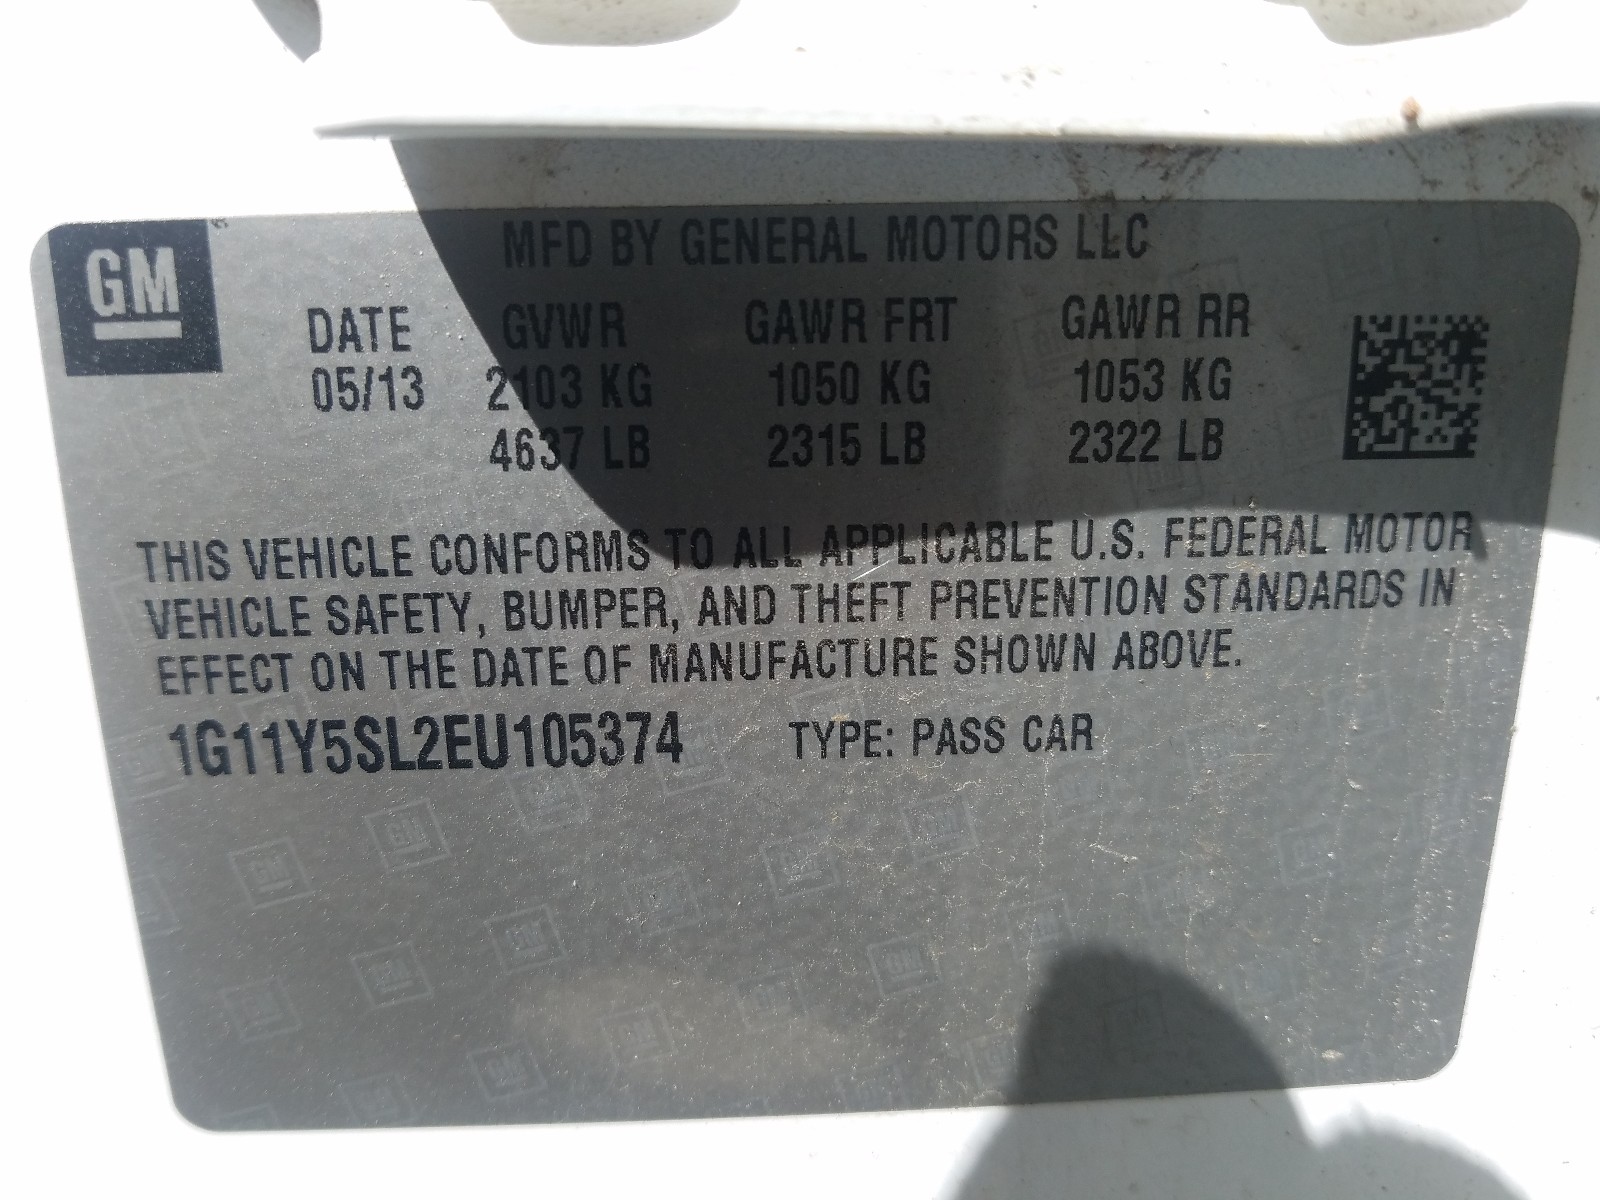 GM
MFD BY GENERAL MOTORS LLC
DATE GVWR GAWR FRT GAWR RR
05/13 2103 KG 1050 KG 1053 KG
4637 LB 2315 LB 2322 LB
THIS VEHICLE CONFORMS TO ALL APPLICABLE U.S. FEDERAL MOTOR
VEHICLE SAFETY, BUMPER, AND THEFT PREVENTION STANDARDS IN
EFFECT ON THE DATE OF MANUFACTURE SHOWN ABOVE.
1G11Y5SL2EU105374 TYPE: PASS CAR